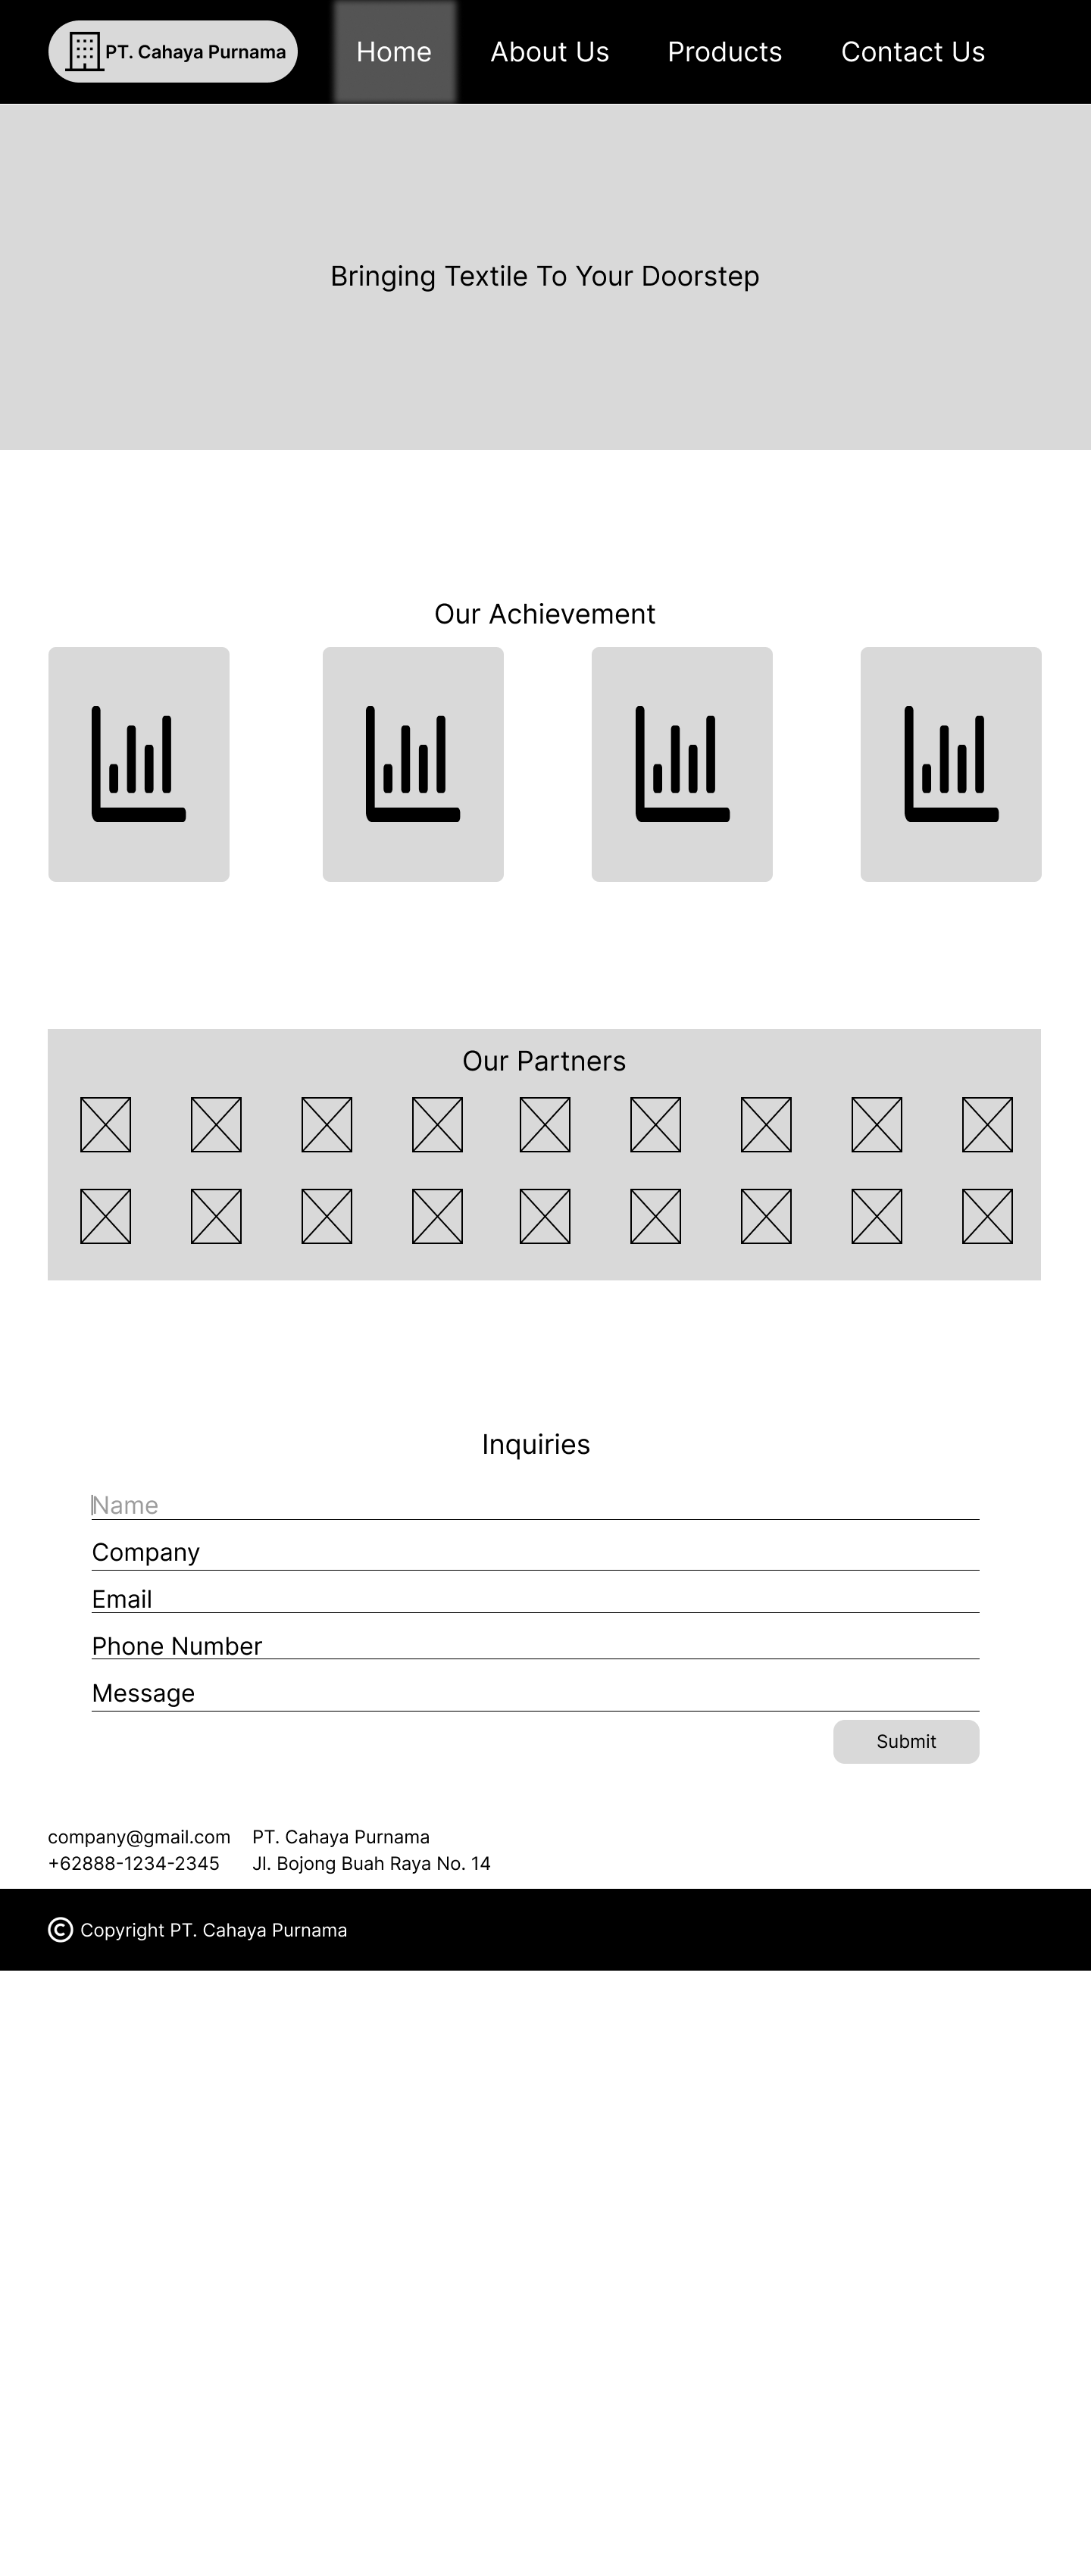 PT. Cahaya Purnama
Home
About Us
Products
Contact Us
Bringing Textile To Your Doorstep
Our Achievement
Our Partners
Inquiries
Name
Company
Email
Phone Number
Message
Submit
company@gmail.com
+62888-1234-2345
PT. Cahaya Purnama
Jl. Bojong Buah Raya No. 14
© Copyright PT. Cahaya Purnama